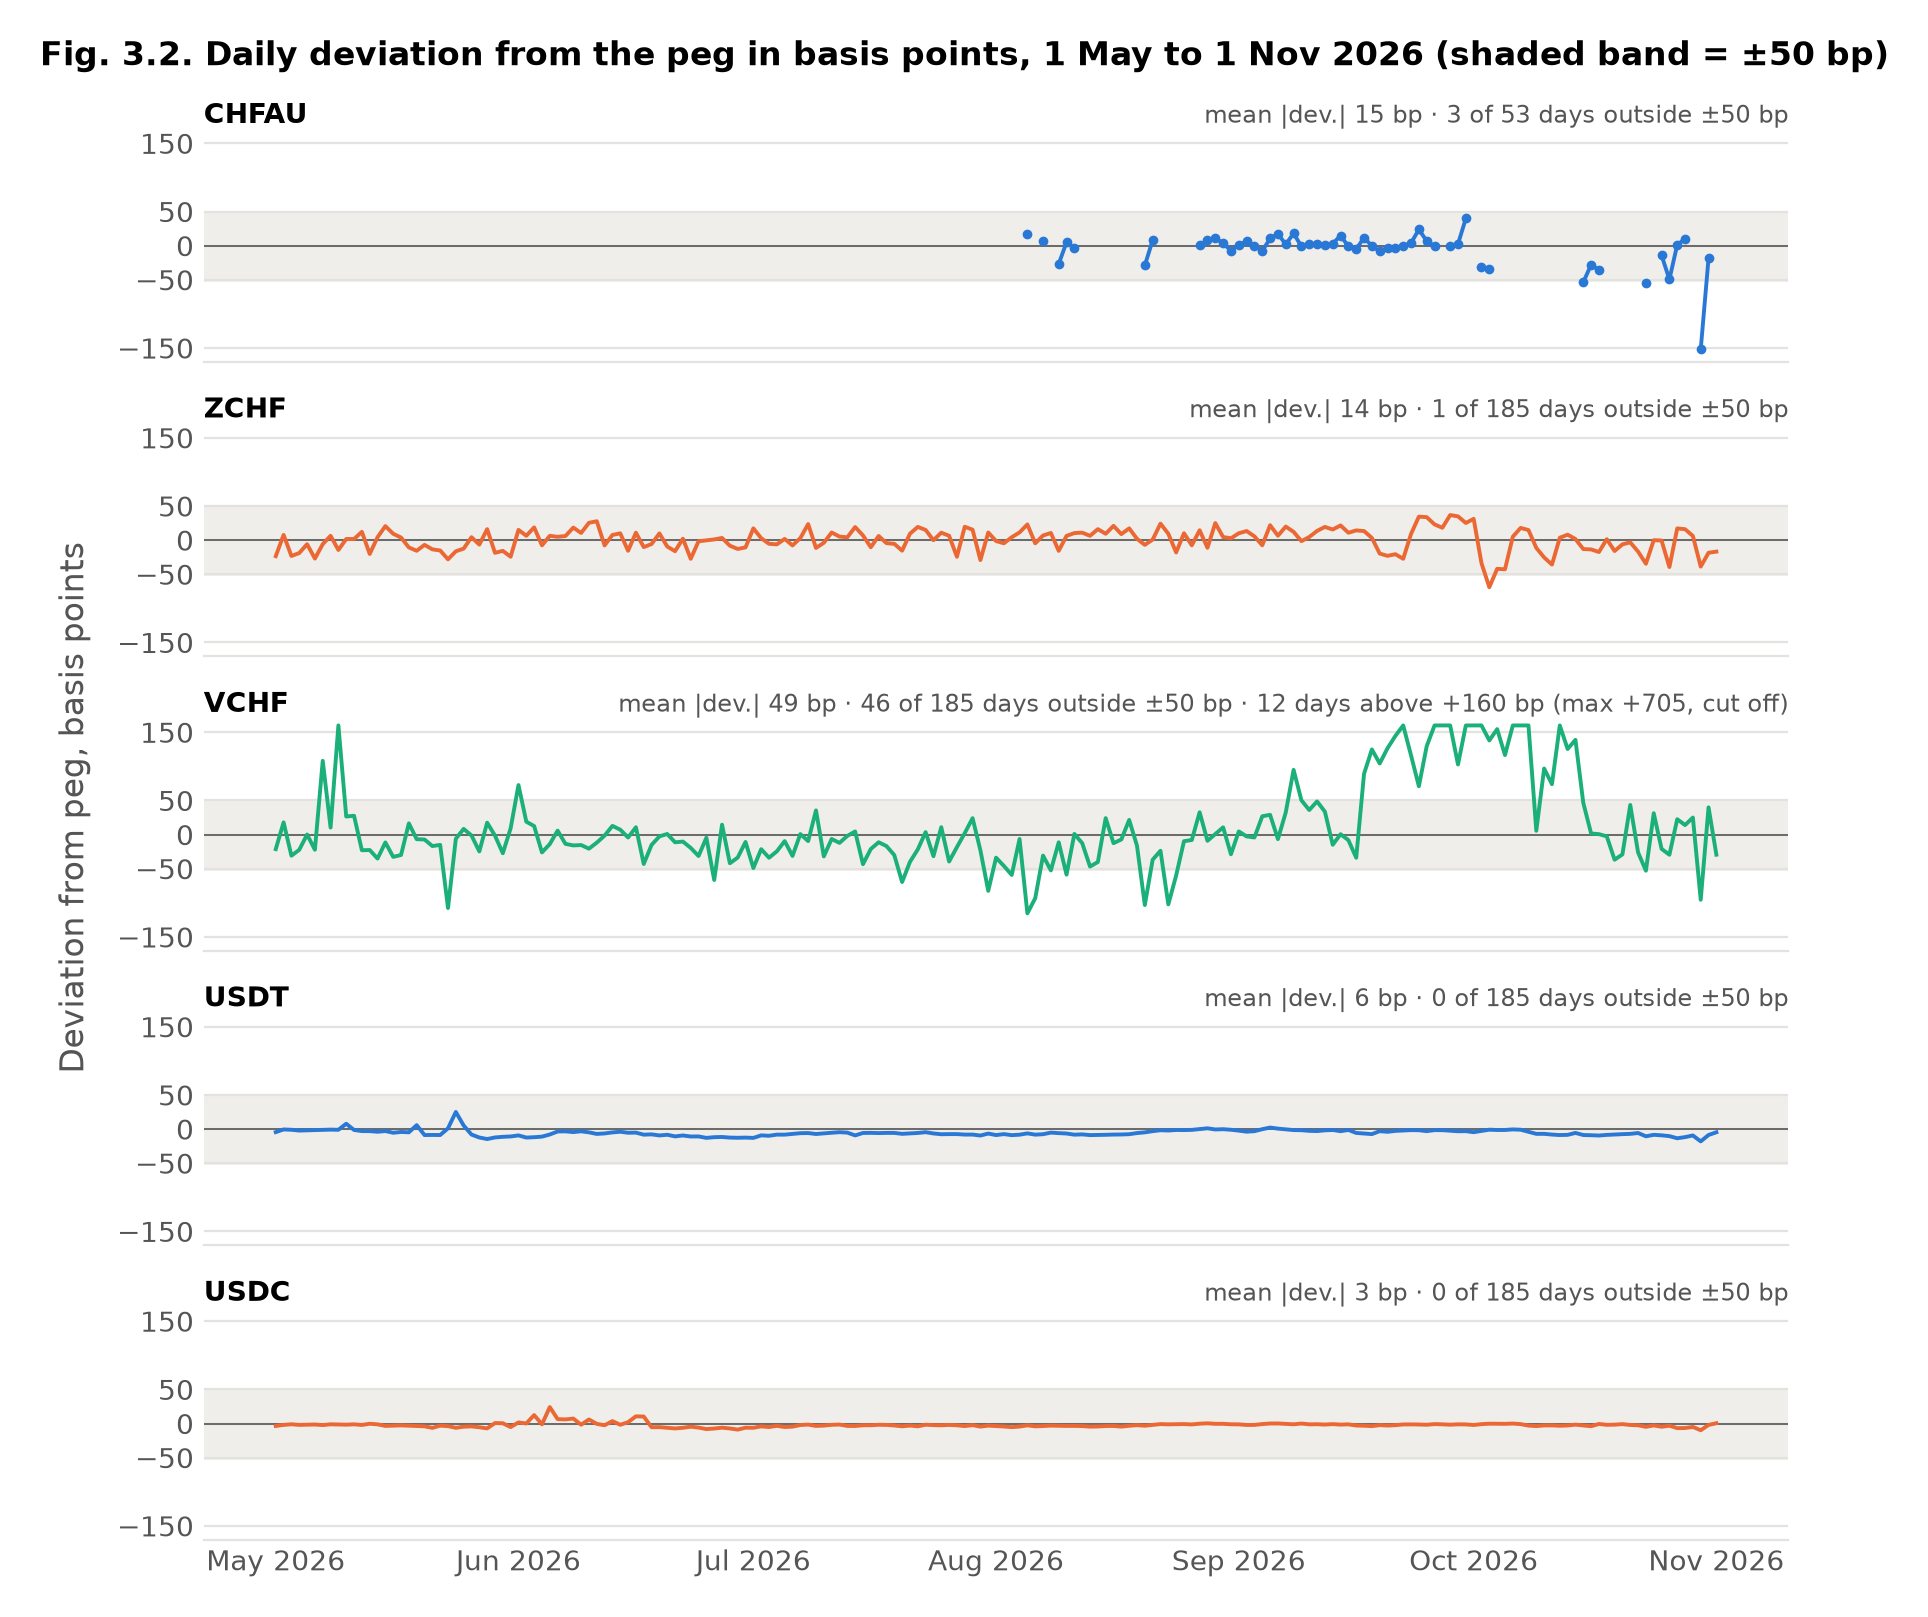 Fig. 3.2. Daily deviation from the peg in basis points, 1 May to 1 Nov 2026 (shaded band = ±50 bp)
CHFAU
mean |dev.| 15 bp · 3 of 53 days outside ±50 bp
150
50
0
−50
−150
ZCHF
mean |dev.| 14 bp · 1 of 185 days outside ±50 bp
150
50
0
−50
−150
Deviation from peg, basis points
VCHF
mean |dev.| 49 bp · 46 of 185 days outside ±50 bp · 12 days above +160 bp (max +705, cut off)
150
50
0
−50
−150
USDT
mean |dev.| 6 bp · 0 of 185 days outside ±50 bp
150
50
0
−50
−150
USDC
mean |dev.| 3 bp · 0 of 185 days outside ±50 bp
150
50
0
−50
−150
May 2026
Jun 2026
Jul 2026
Aug 2026
Sep 2026
Oct 2026
Nov 2026